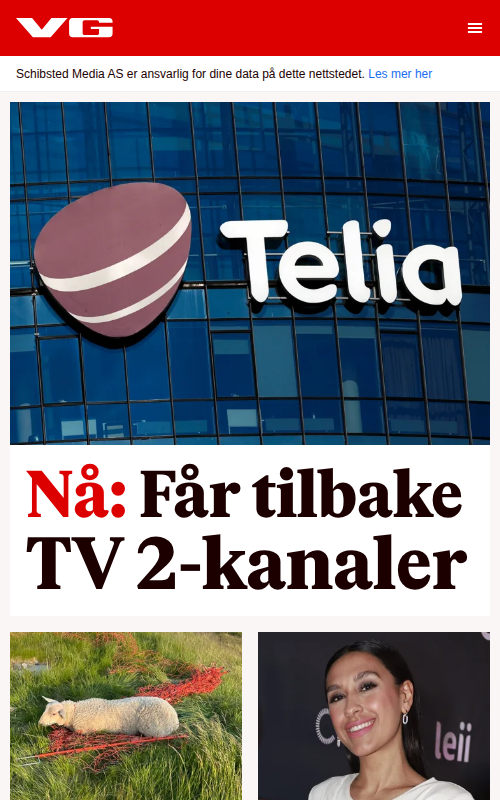 VG
Schibsted Media AS er ansvarlig for dine data på dette nettstedet. Les mer her
Telia
Nå: Får tilbake
TV 2-kanaler
leii